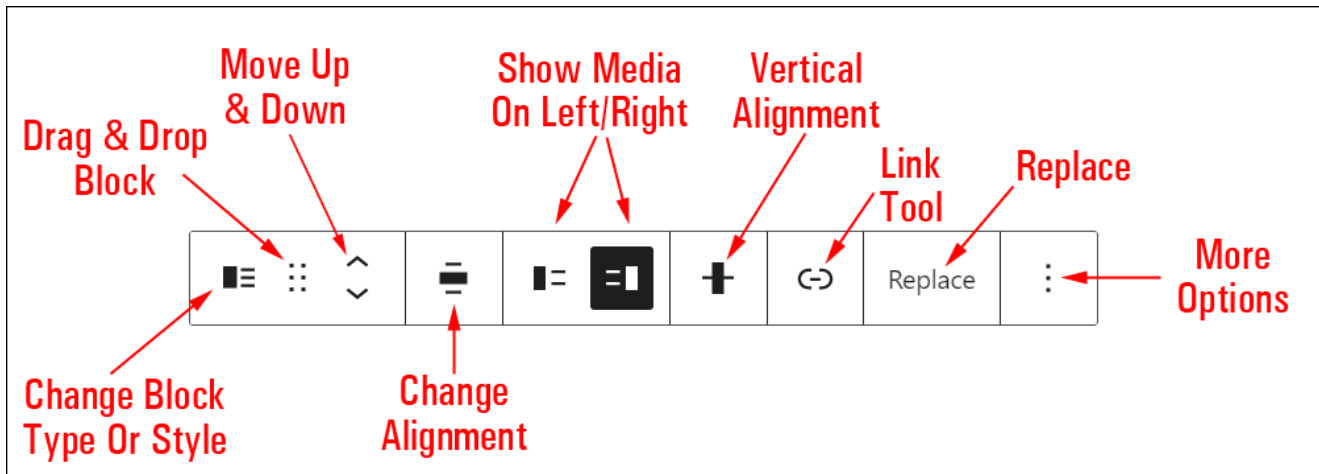 Move Up
& Down
Show Media
On Left/Right
Vertical
Alignment
Drag & Drop
Block
Link
Tool
Replace
Replace
More
Options
Change Block
Type Or Style
Change
Alignment